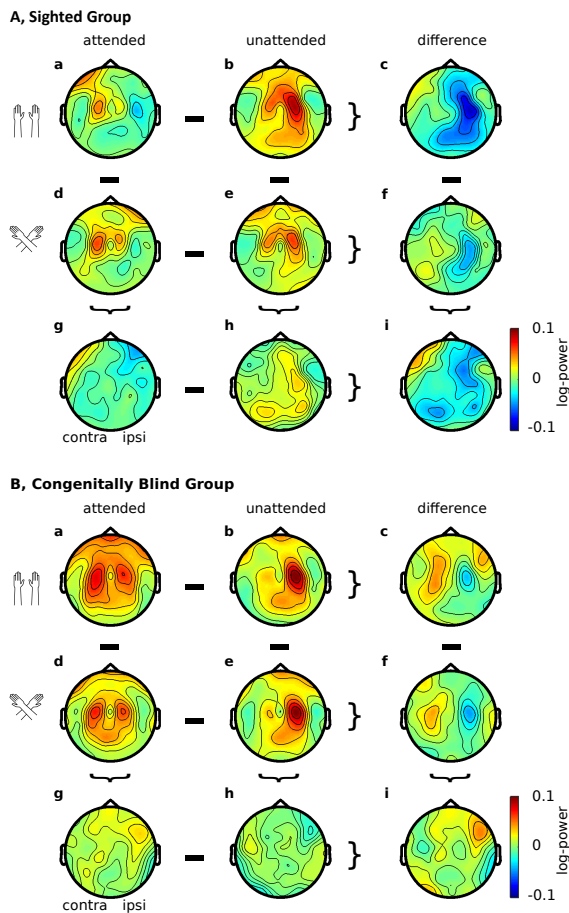 A, Sighted Group
attended unattended difference
a b c
d e f
g h i
contra ipsi
0.1
0
-0.1
log-power
B, Congenitally Blind Group
attended unattended difference
a b c
d e f
g h i
contra ipsi
0.1
0
-0.1
log-power